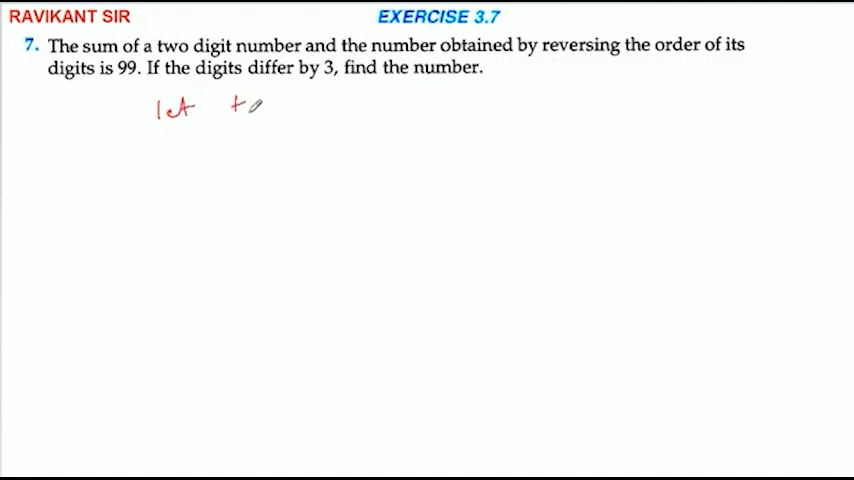 RAVIKANT SIR
EXERCISE 3.7
7. The sum of a two digit number and the number obtained by reversing the order of its
digits is 99. If the digits differ by 3, find the number.
let